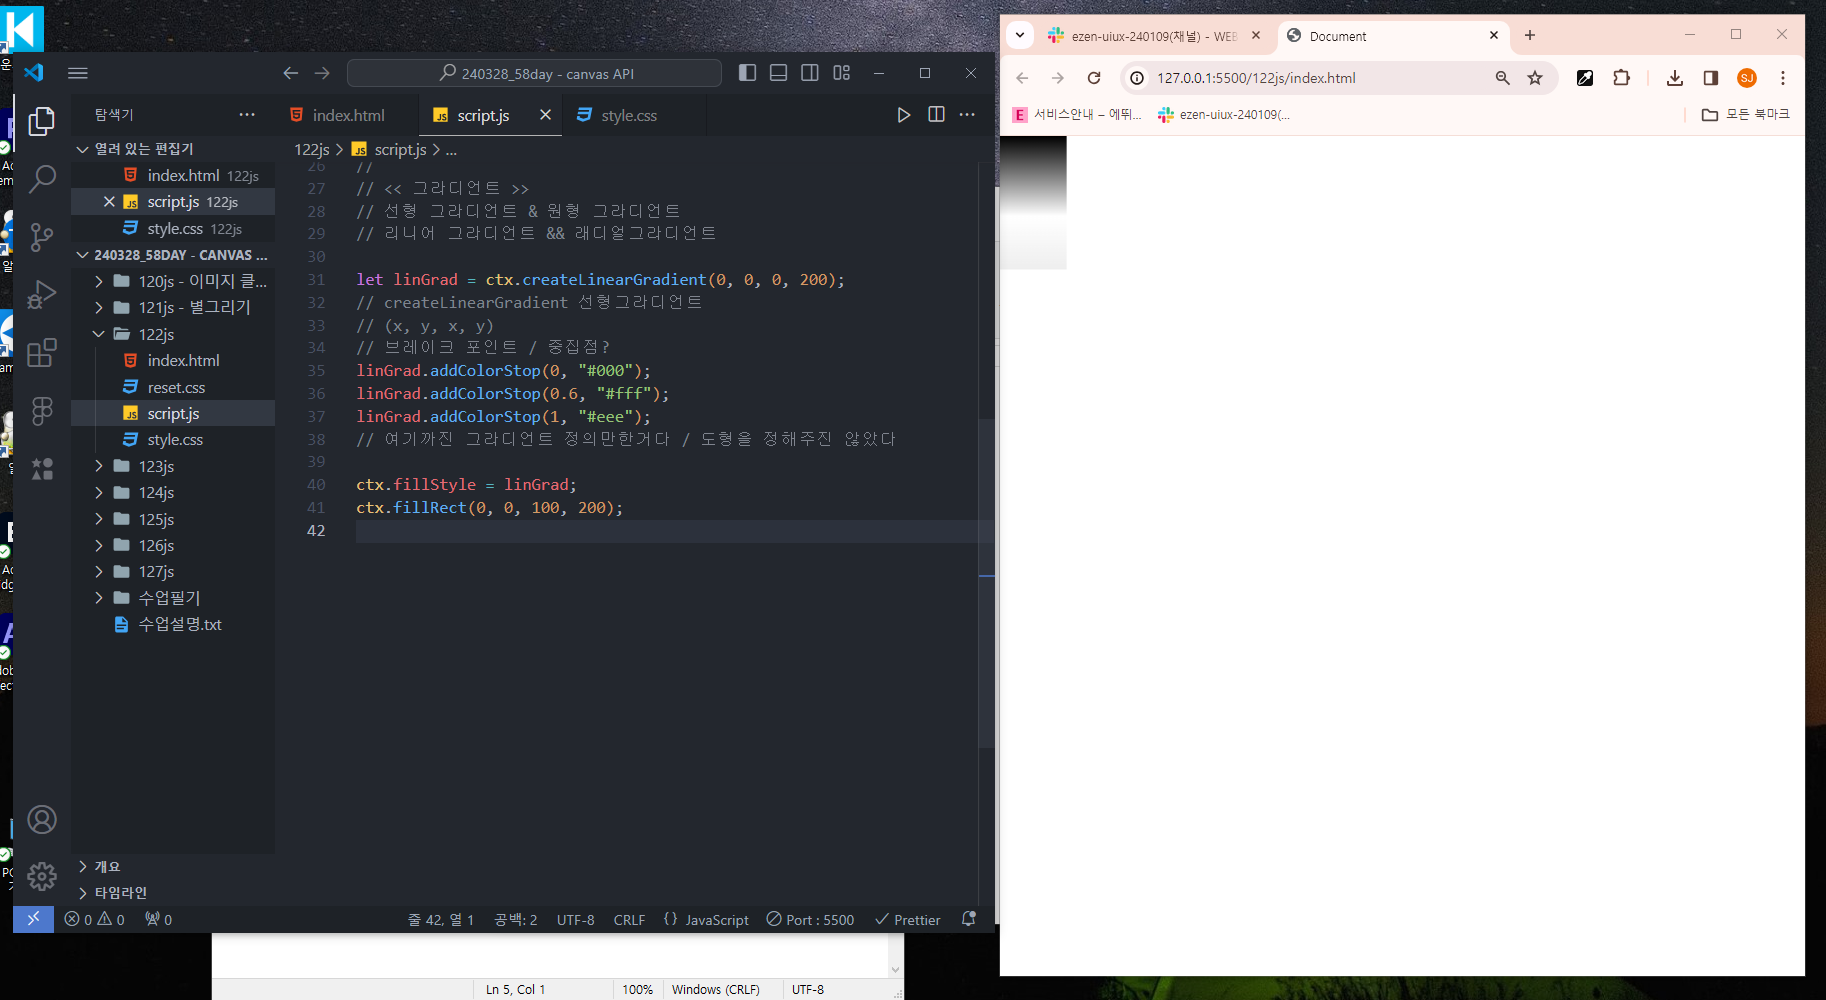 240328_58day - canvas API
탐색기
index.html
script.js
style.css
열려 있는 편집기
index.html 122js
script.js 122js
style.css 122js
240328_58DAY - CANVAS ...
120js - 이미지 클...
121js - 별그리기
122js
index.html
reset.css
script.js
style.css
123js
124js
125js
126js
127js
수업필기
수업설명.txt
개요
타임라인
122js > script.js > ...
26 //
27 // << 그라디언트 >>
28 // 선형 그라디언트 & 원형 그라디언트
29 // 리니어 그라디언트 && 래디얼그라디언트
30
31 let linGrad = ctx.createLinearGradient(0, 0, 0, 200);
32 // createLinearGradient 선형그라디언트
33 // (x, y, x, y)
34 // 브레이크 포인트 / 중집점?
35 linGrad.addColorStop(0, "#000");
36 linGrad.addColorStop(0.6, "#fff");
37 linGrad.addColorStop(1, "#eee");
38 // 여기까진 그라디언트 정의만한거다 / 도형을 정해주진 않았다
39
40 ctx.fillStyle = linGrad;
41 ctx.fillRect(0, 0, 100, 200);
42
0 0 0
줄 42, 열 1 공백: 2 UTF-8 CRLF {} JavaScript Port : 5500 Prettier
Ln 5, Col 1 100% Windows (CRLF) UTF-8
ezen-uiux-240109(채널) - WEB
Document
127.0.0.1:5500/122js/index.html
SJ
E 서비스안내 – 에뛰...
ezen-uiux-240109(...
모든 북마크